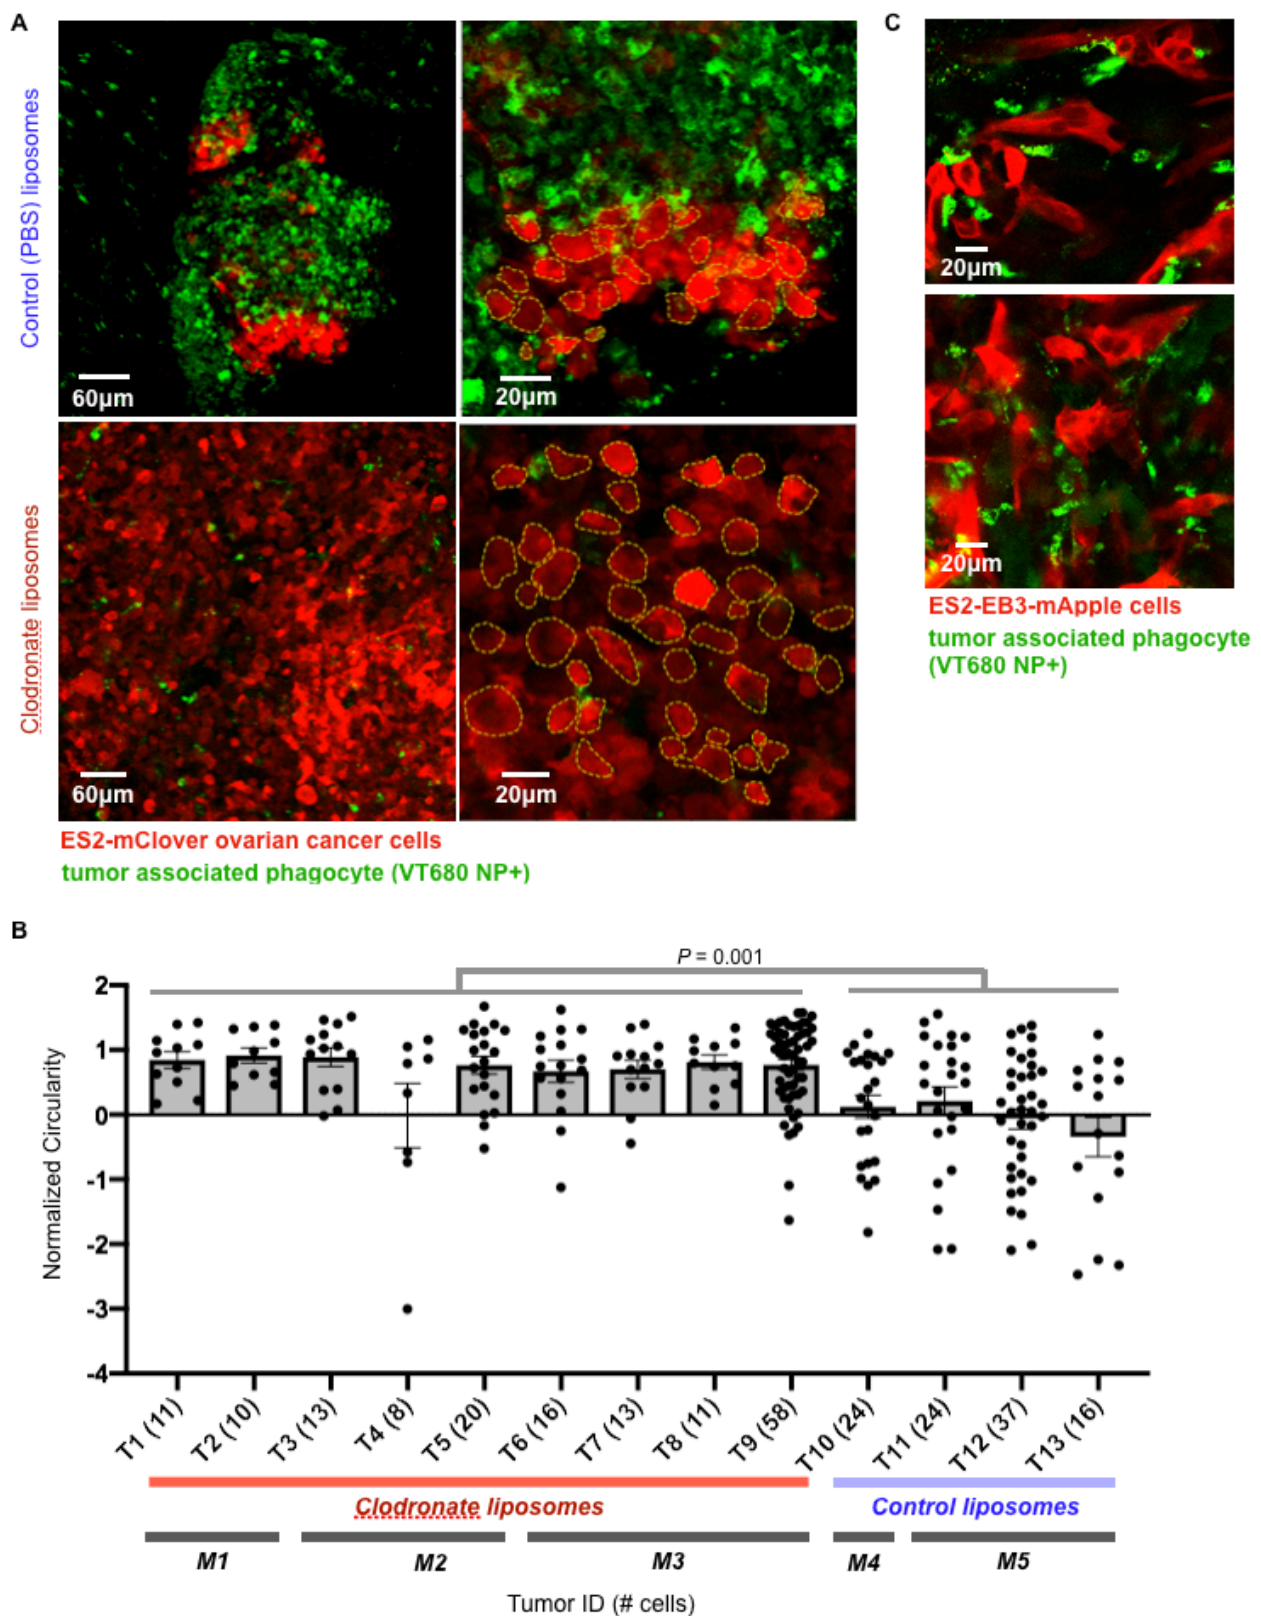 A
C
Control (PBS) liposomes
60µm
20µm
20µm
20µm
Clodronate liposomes
60µm
20µm
ES2-EB3-mApple cells
tumor associated phagocyte
(VT680 NP+)
ES2-mClover ovarian cancer cells
tumor associated phagocyte (VT680 NP+)
B
P = 0.001
Normalized Circularity
2
1
0
-1
-2
-3
-4
T1 (11)
T2 (10)
T3 (13)
T4 (8)
T5 (20)
T6 (16)
T7 (13)
T8 (11)
T9 (58)
T10 (24)
T11 (24)
T12 (37)
T13 (16)
Clodronate liposomes
Control liposomes
M1
M2
M3
M4
M5
Tumor ID (# cells)